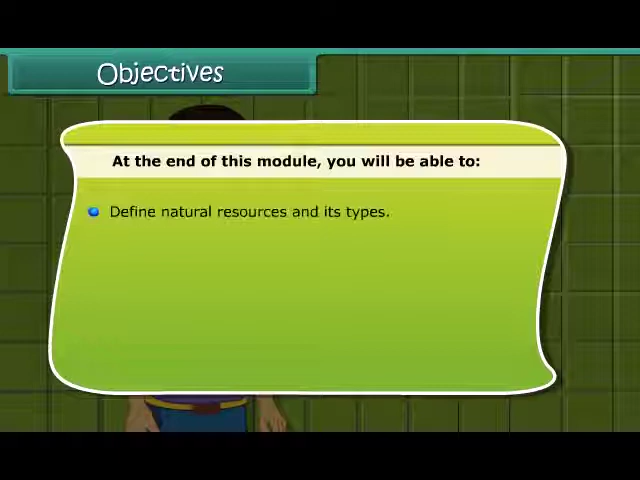 Objectives
At the end of this module, you will be able to:
Define natural resources and its types.